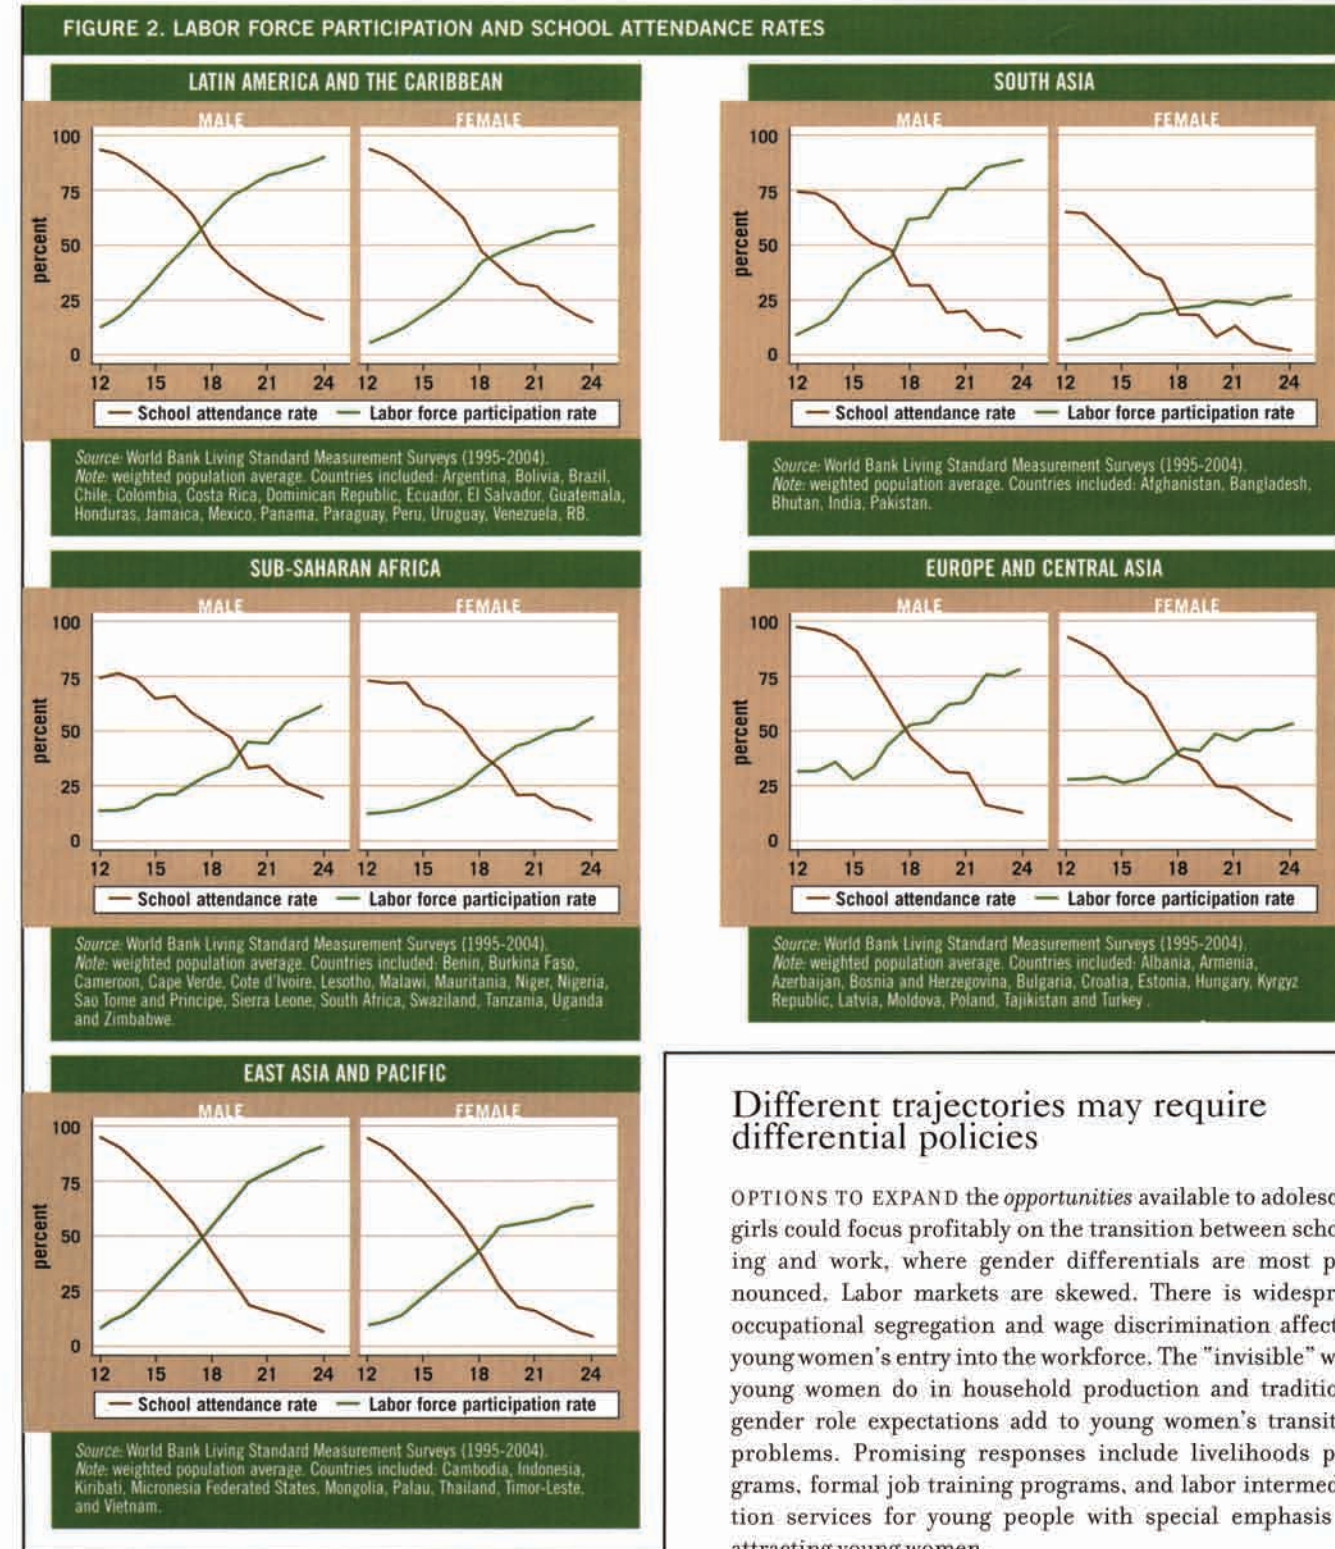 FIGURE 2. LABOR FORCE PARTICIPATION AND SCHOOL ATTENDANCE RATES
LATIN AMERICA AND THE CARIBBEAN
MALE FEMALE
percent
100
75
50
25
0
12 15 18 21 24 12 15 18 21 24
School attendance rate Labor force participation rate
Source: World Bank Living Standard Measurement Surveys (1995-2004).
Note: weighted population average. Countries included: Argentina, Bolivia, Brazil,
Chile, Colombia, Costa Rica, Dominican Republic, Ecuador, El Salvador, Guatemala,
Honduras, Jamaica, Mexico, Panama, Paraguay, Peru, Uruguay, Venezuela, RB.
SOUTH ASIA
MALE FEMALE
percent
100
75
50
25
0
12 15 18 21 24 12 15 18 21 24
School attendance rate Labor force participation rate
Source: World Bank Living Standard Measurement Surveys (1995-2004).
Note: weighted population average. Countries included: Afghanistan, Bangladesh,
Bhutan, India, Pakistan.
SUB-SAHARAN AFRICA
MALE FEMALE
percent
100
75
50
25
0
12 15 18 21 24 12 15 18 21 24
School attendance rate Labor force participation rate
Source: World Bank Living Standard Measurement Surveys (1995-2004).
Note: weighted population average. Countries included: Benin, Burkina Faso,
Cameroon, Cape Verde, Cote d'Ivoire, Lesotho, Malawi, Mauritania, Niger, Nigeria,
Sao Tome and Principe, Sierra Leone, South Africa, Swaziland, Tanzania, Uganda
and Zimbabwe.
EUROPE AND CENTRAL ASIA
MALE FEMALE
percent
100
75
50
25
0
12 15 18 21 24 12 15 18 21 24
School attendance rate Labor force participation rate
Source: World Bank Living Standard Measurement Surveys (1995-2004).
Note: weighted population average. Countries included: Albania, Armenia,
Azerbaijan, Bosnia and Herzegovina, Bulgaria, Croatia, Estonia, Hungary, Kyrgyz
Republic, Latvia, Moldova, Poland, Tajikistan and Turkey .
EAST ASIA AND PACIFIC
MALE FEMALE
percent
100
75
50
25
0
12 15 18 21 24 12 15 18 21 24
School attendance rate Labor force participation rate
Source: World Bank Living Standard Measurement Surveys (1995-2004).
Note: weighted population average. Countries included: Cambodia, Indonesia,
Kiribati, Micronesia Federated States, Mongolia, Palau, Thailand, Timor-Leste,
and Vietnam.
Different trajectories may require
differential policies
OPTIONS TO EXPAND the opportunities available to adolesc
girls could focus profitably on the transition between scho
ing and work, where gender differentials are most p
nounced. Labor markets are skewed. There is widespr
occupational segregation and wage discrimination affect
young women's entry into the workforce. The "invisible" w
young women do in household production and traditio
gender role expectations add to young women's transit
problems. Promising responses include livelihoods p
grams, formal job training programs, and labor intermed
tion services for young people with special emphasis
attracting young women.